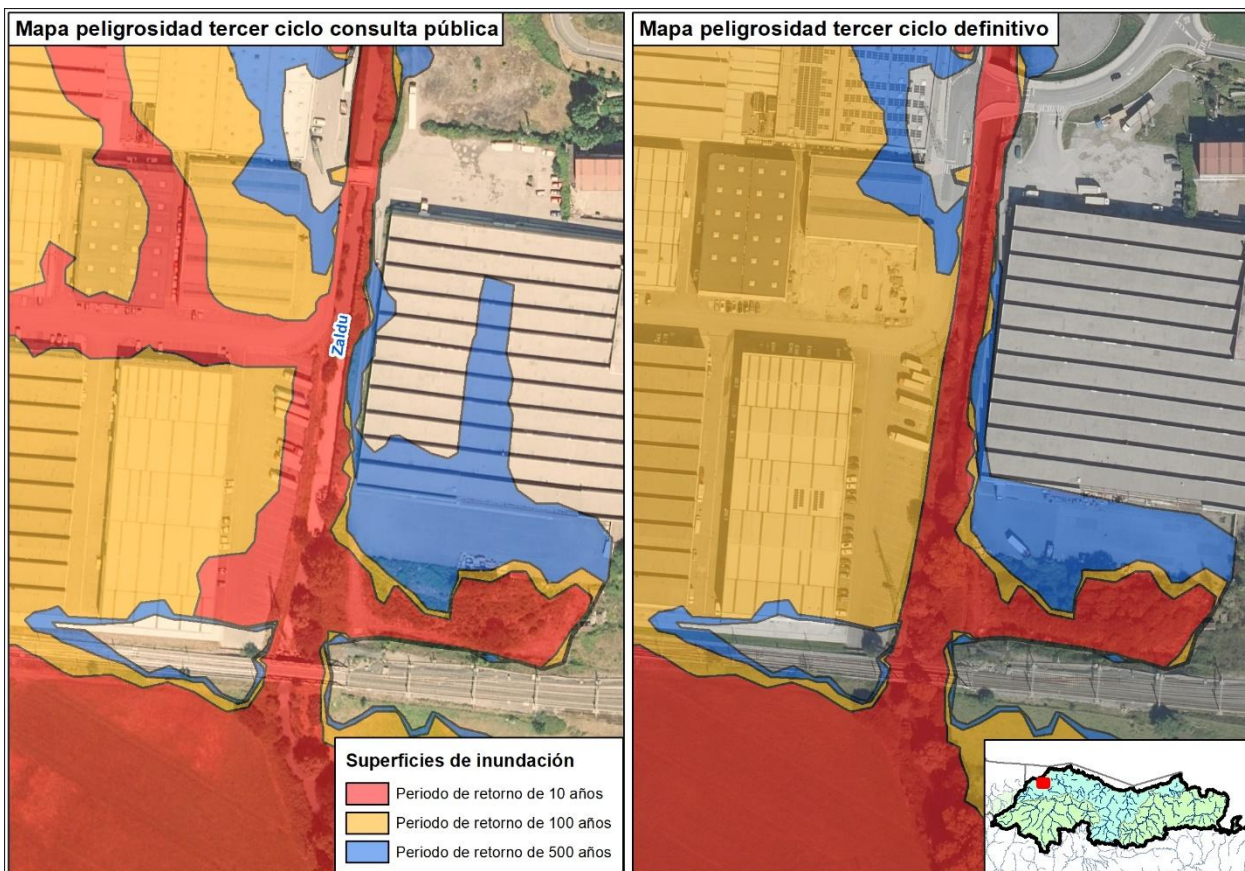 Mapa peligrosidad tercer ciclo consulta pública
Mapa peligrosidad tercer ciclo definitivo
Zaldu
Superficies de inundación
Periodo de retorno de 10 años
Periodo de retorno de 100 años
Periodo de retorno de 500 años